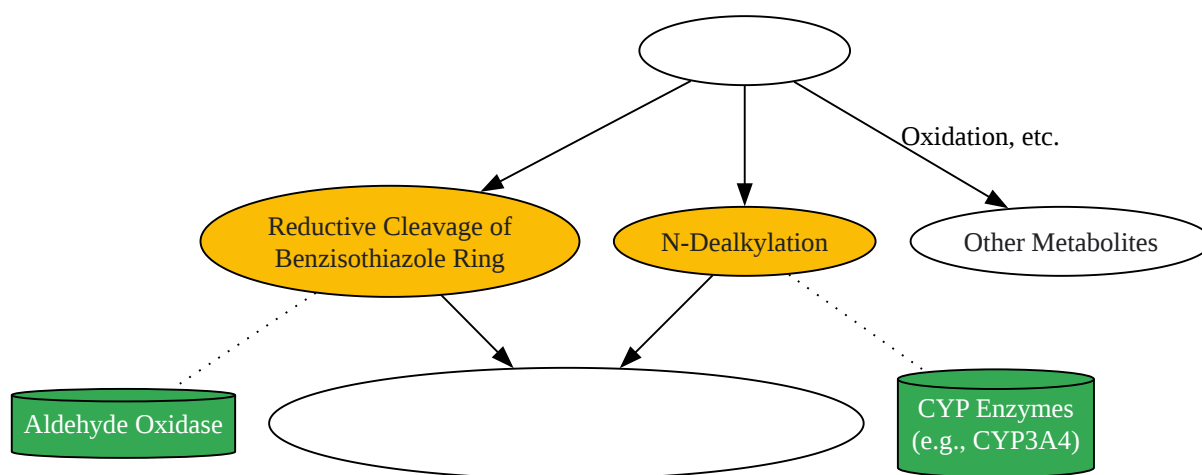 Oxidation, etc.
Reductive Cleavage of
Benzisothiazole Ring
N-Dealkylation
Other Metabolites
Aldehyde Oxidase
CYP Enzymes
(e.g., CYP3A4)